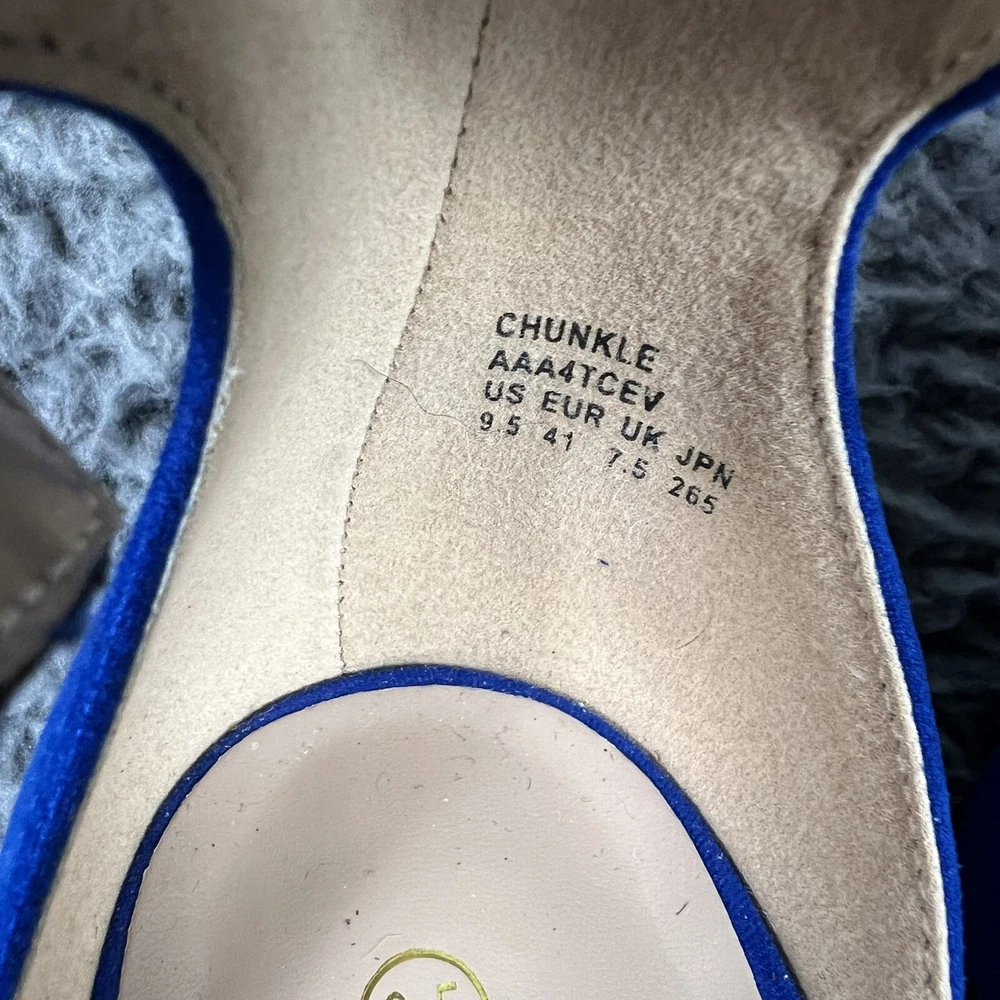 CHUNKLE
AAA4TCEV
US EUR UK JPN
9.5 41 7.5 265